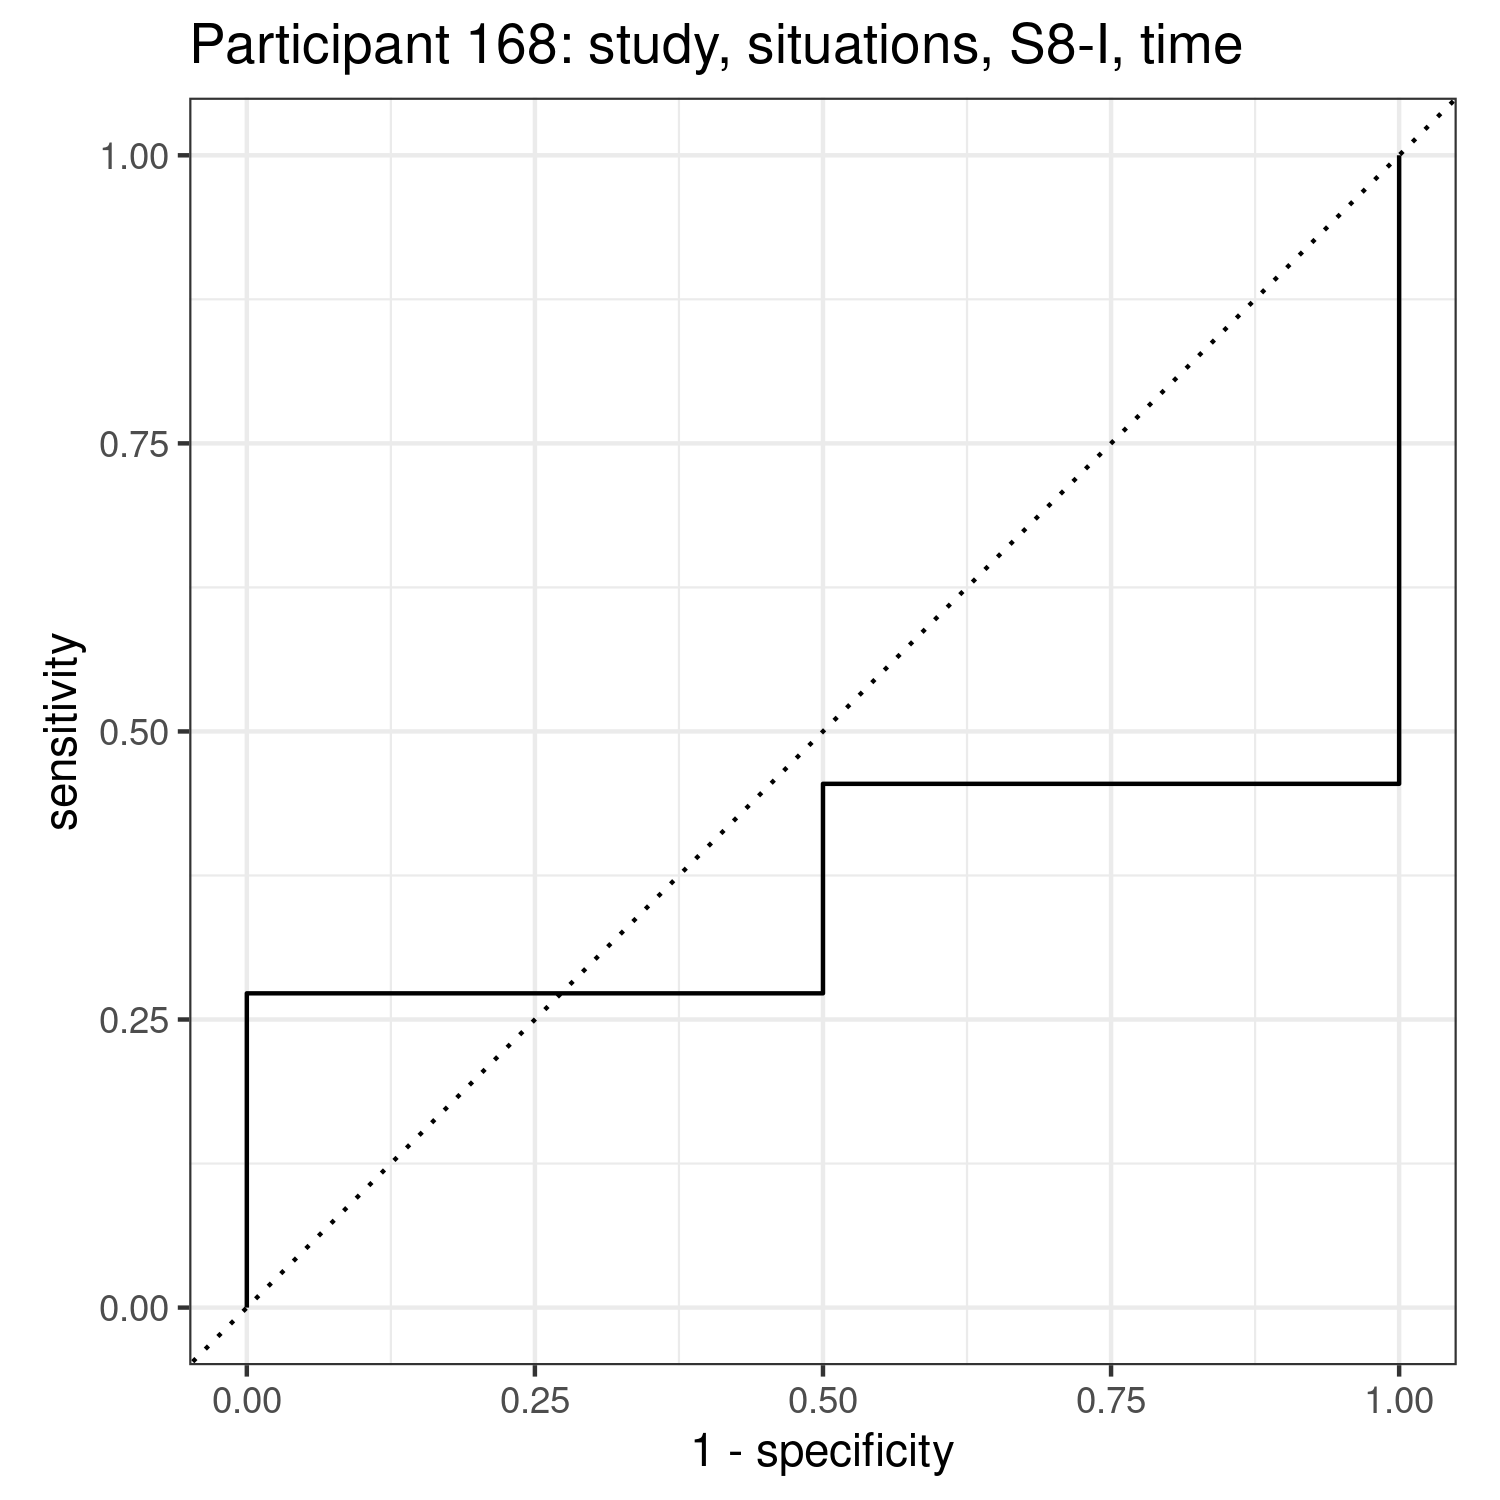 Participant 168: study, situations, S8-I, time
1.00
0.75
0.50
0.25
0.00
sensitivity
0.00 0.25 0.50 0.75 1.00
1 - specificity